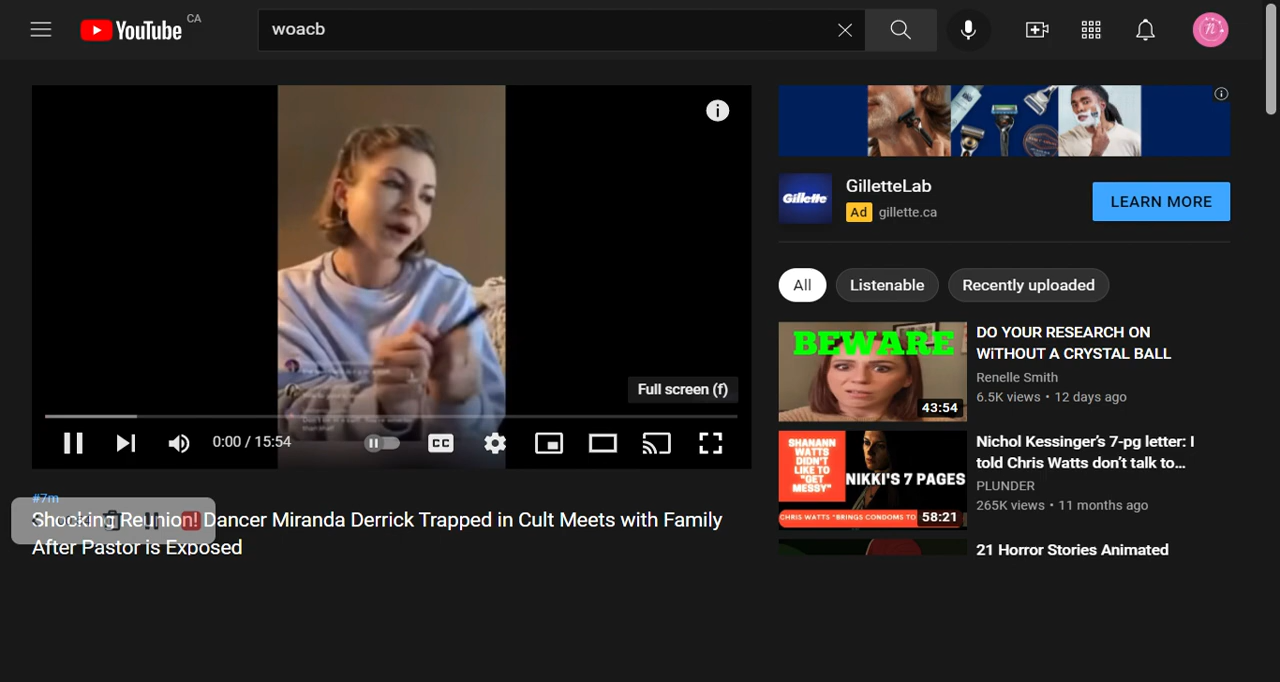 YouTube CA
woacb
Full screen (f)
0:00 / 15:54
CC
#7m
Shocking Reunion! Dancer Miranda Derrick Trapped in Cult Meets with Family
After Pastor is Exposed
Gillette
GilletteLab
Ad gillette.ca
LEARN MORE
All
Listenable
Recently uploaded
BEWARE
43:54
DO YOUR RESEARCH ON
WiTHOUT A CRYSTAL BALL
Renelle Smith
6.5K views • 12 days ago
SHANANN
WATTS
DIDN'T
LIKE TO
"GET
MESSY"
NIKKI'S 7 PAGES
CHRIS WATTS "BRINGS CONDOMS TO
58:21
Nichol Kessinger's 7-pg letter: I
told Chris Watts don't talk to...
PLUNDER
265K views • 11 months ago
21 Horror Stories Animated